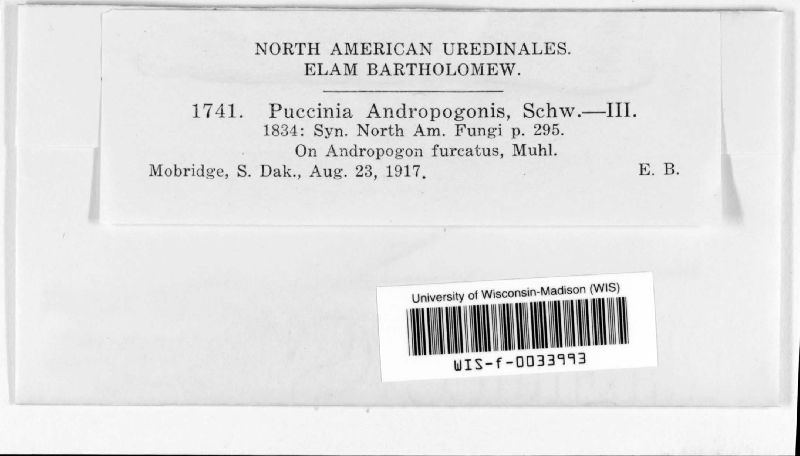 NORTH AMERICAN UREDINALES.
ELAM BARTHOLOMEW.
1741. Puccinia Andropogonis, Schw.—III.
1834: Syn. North Am. Fungi p. 295.
On Andropogon furcatus, Muhl.
Mobridge, S. Dak., Aug. 23, 1917. E. B.
University of Wisconsin-Madison (WIS)
WIS-f-0033993